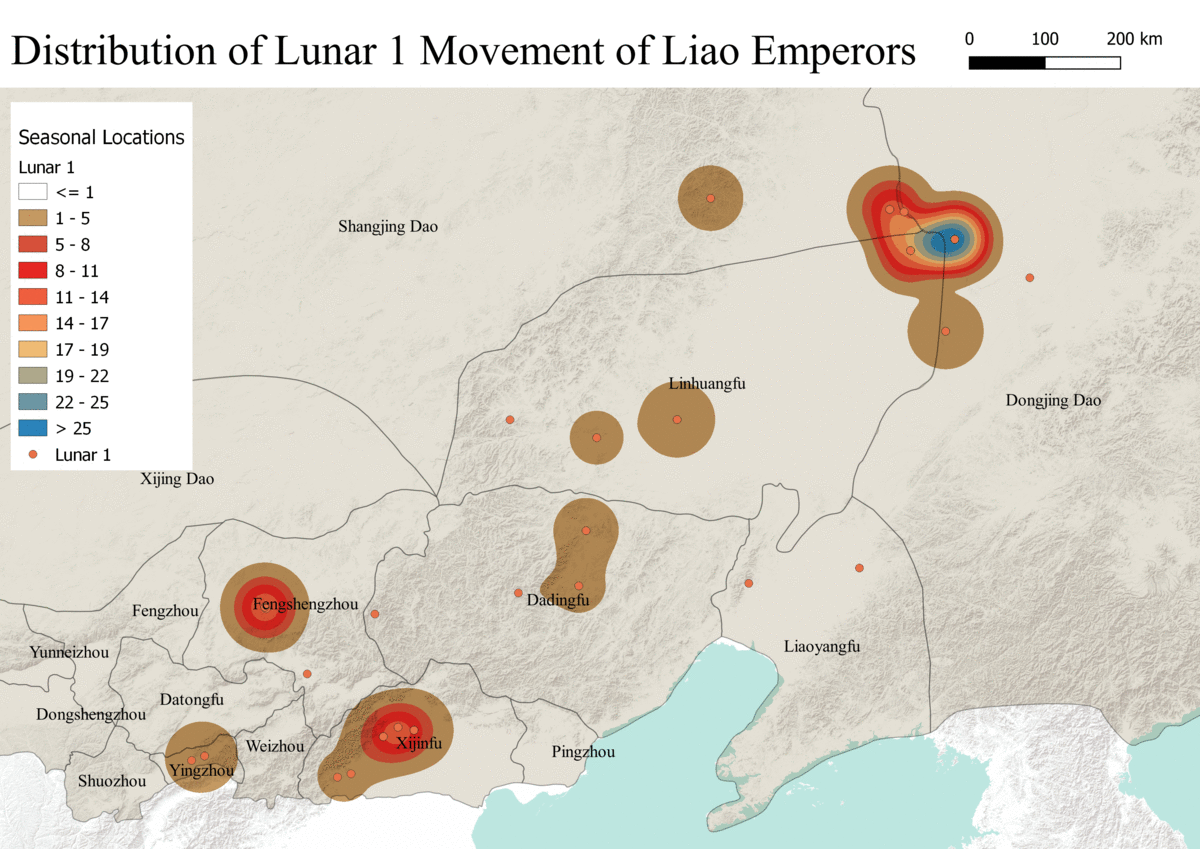 Distribution of Lunar 1 Movement of Liao Emperors
0 100 200 km
Seasonal Locations
Lunar 1
<= 1
1 - 5
5 - 8
8 - 11
11 - 14
14 - 17
17 - 19
19 - 22
22 - 25
> 25
Lunar 1
Shangjing Dao
Linhuangfu
Dongjing Dao
Xijing Dao
Dadingfu
Fengshengzhou
Fengzhou
Liaoyangfu
Yunneizhou
Datongfu
Dongshengzhou
Xijinfu
Weizhou
Pingzhou
Yingzhou
Shuozhou